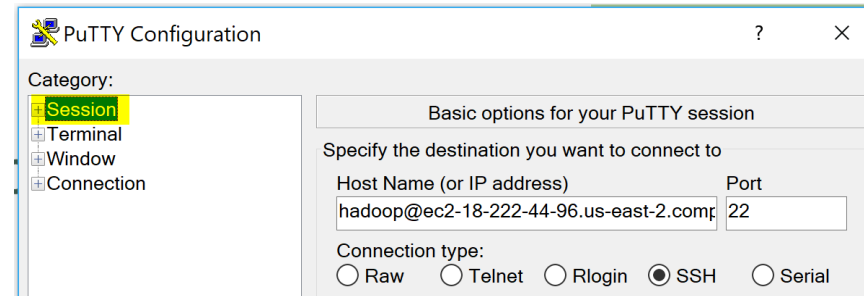 PuTTY Configuration
?
Category:
Session
Terminal
Window
Connection
Basic options for your PuTTY session
Specify the destination you want to connect to
Host Name (or IP address) Port
hadoop@ec2-18-222-44-96.us-east-2.comp 22
Connection type:
Raw Telnet Rlogin SSH Serial